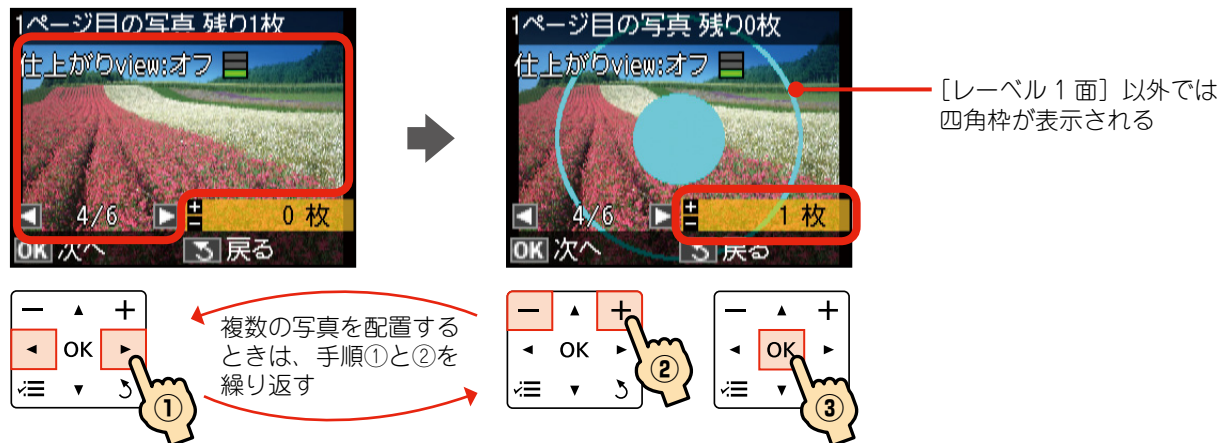 1ページ目の写真 残り1枚
仕上がりview:オフ
4/6
+
−
0 枚
OK 次へ
戻る
1ページ目の写真 残り0枚
仕上がりview:オフ
4/6
+
−
1 枚
OK 次へ
戻る
[レーベル 1 面] 以外では
四角枠が表示される
− ▲ +
◄ OK ►
▼
①
複数の写真を配置する
ときは、手順①と②を
繰り返す
− ▲ +
◄ OK ►
▼
②
− ▲ +
◄ OK ►
▼
③